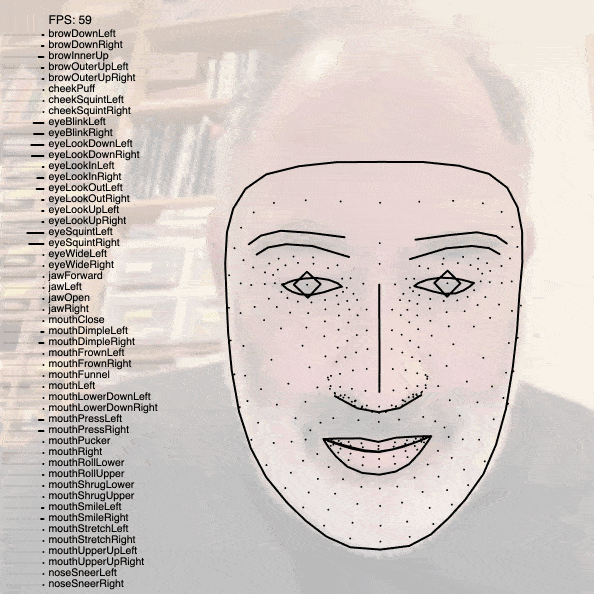 FPS: 59
browDownLeft
browDownRight
browInnerUp
browOuterUpLeft
browOuterUpRight
cheekPuff
cheekSquintLeft
cheekSquintRight
eyeBlinkLeft
eyeBlinkRight
eyeLookDownLeft
eyeLookDownRight
eyeLookInLeft
eyeLookInRight
eyeLookOutLeft
eyeLookOutRight
eyeLookUpLeft
eyeLookUpRight
eyeSquintLeft
eyeSquintRight
eyeWideLeft
eyeWideRight
jawForward
jawLeft
jawOpen
jawRight
mouthClose
mouthDimpleLeft
mouthDimpleRight
mouthFrownLeft
mouthFrownRight
mouthFunnel
mouthLeft
mouthLowerDownLeft
mouthLowerDownRight
mouthPressLeft
mouthPressRight
mouthPucker
mouthRight
mouthRollLower
mouthRollUpper
mouthShrugLower
mouthShrugUpper
mouthSmileLeft
mouthSmileRight
mouthStretchLeft
mouthStretchRight
mouthUpperUpLeft
mouthUpperUpRight
noseSneerLeft
noseSneerRight